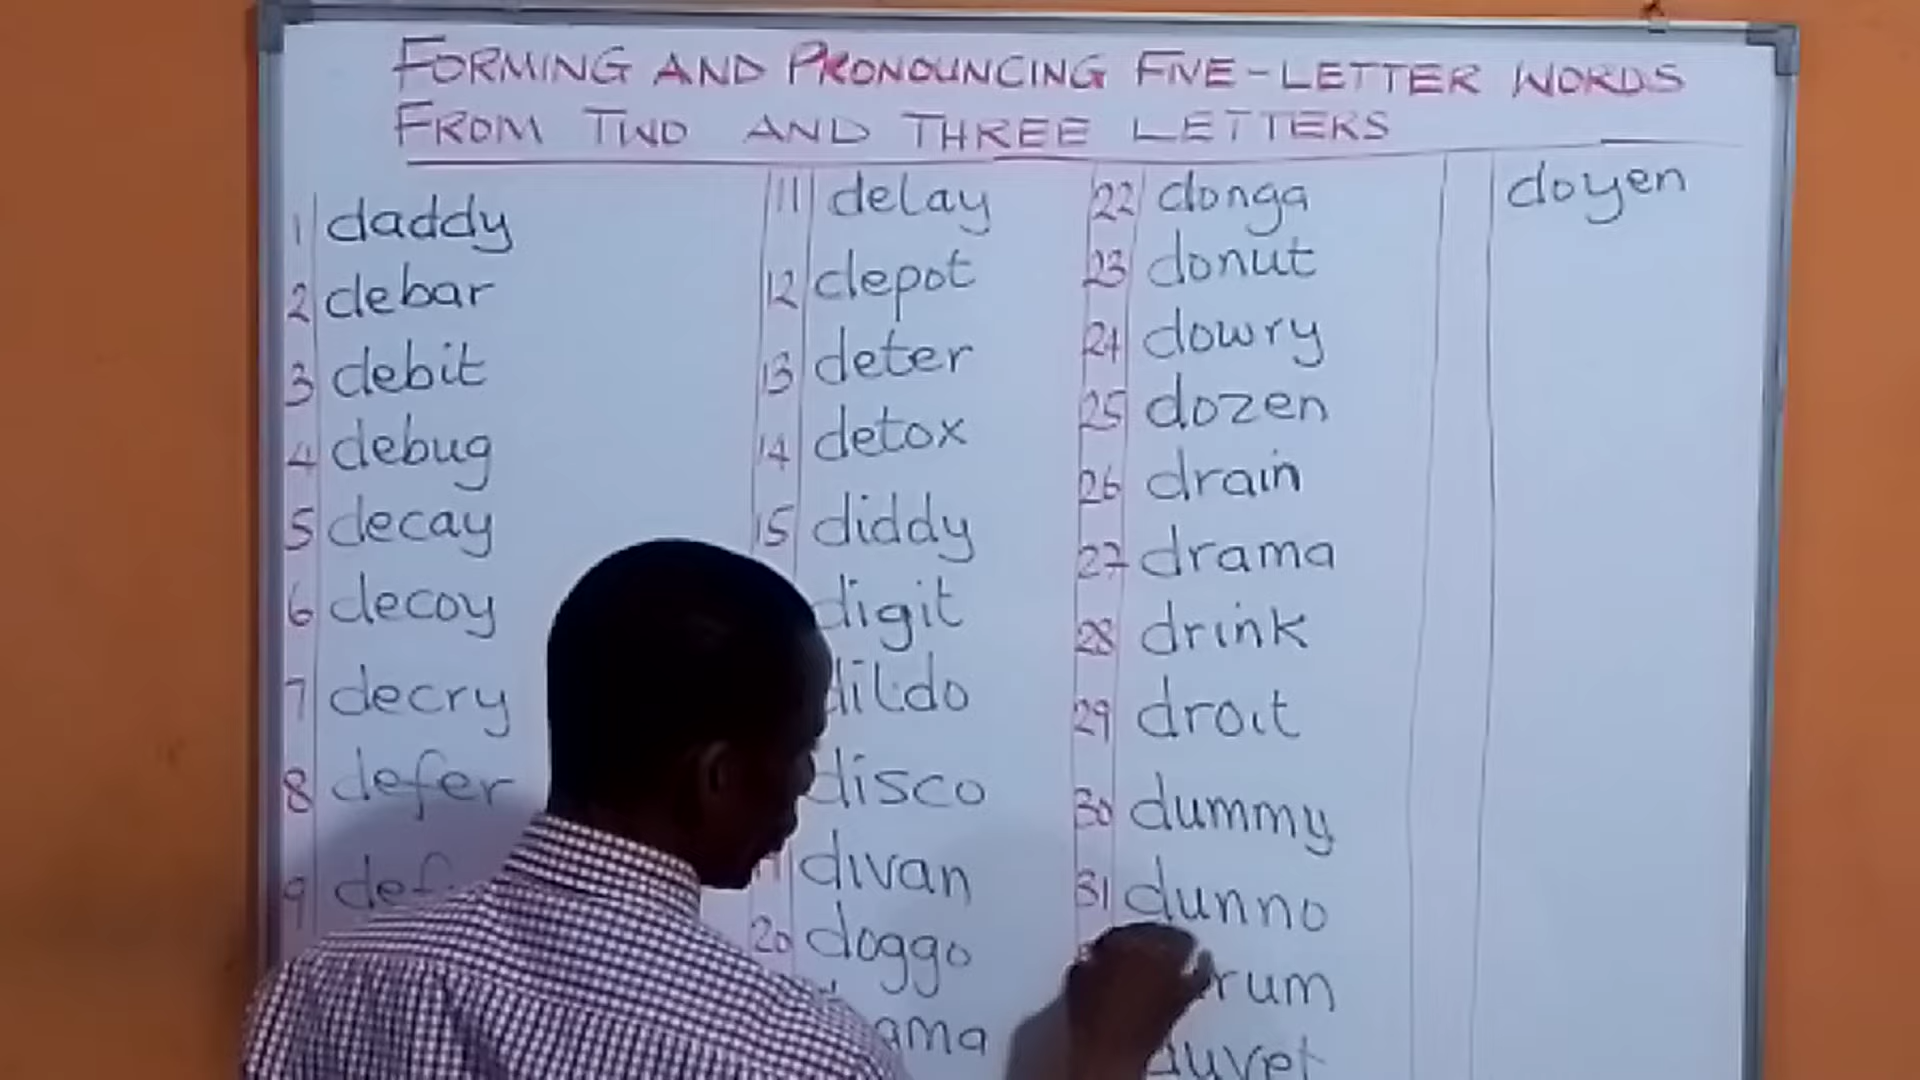 FORMING AND PRONOUNCING FIVE-LETTER WORDS
FROM TWO AND THREE LETTERS
1 daddy
2 debar
3 debit
4 debug
5 decay
6 decoy
7 decry
8 defer
9
11 delay
12 depot
13 deter
14 detox
15 diddy
digit
dildo
disco
divan
20 doggo
22 donga
23 donut
24 dowry
25 dozen
26 drain
27 drama
28 drink
29 droit
30 dummy
31 dunno
duvet
doyen